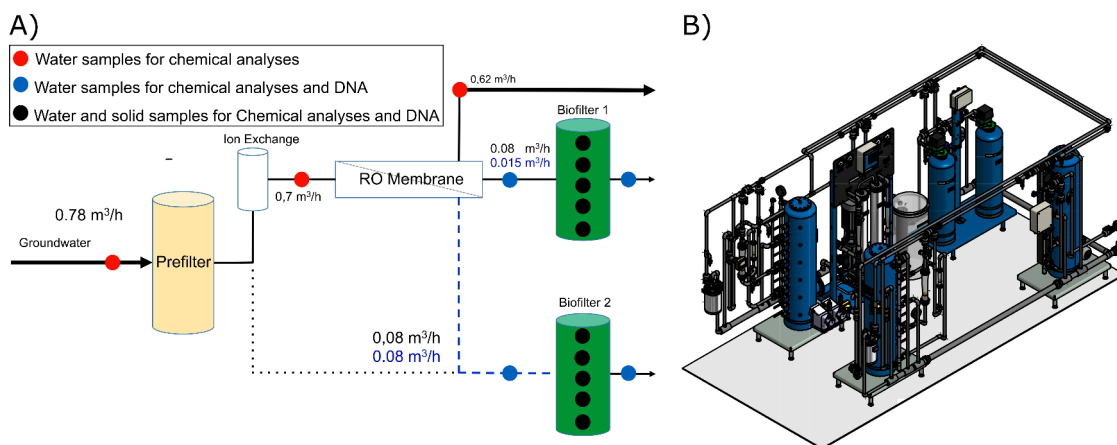 A)
B)
Water samples for chemical analyses
Water samples for chemical analyses and DNA
Water and solid samples for Chemical analyses and DNA
0,62 m³/h
Ion Exchange
Biofilter 1
0.08 m³/h
0.015 m³/h
RO Membrane
0,7 m³/h
0.78 m³/h
Groundwater
Prefilter
Biofilter 2
0,08 m³/h
0.08 m³/h